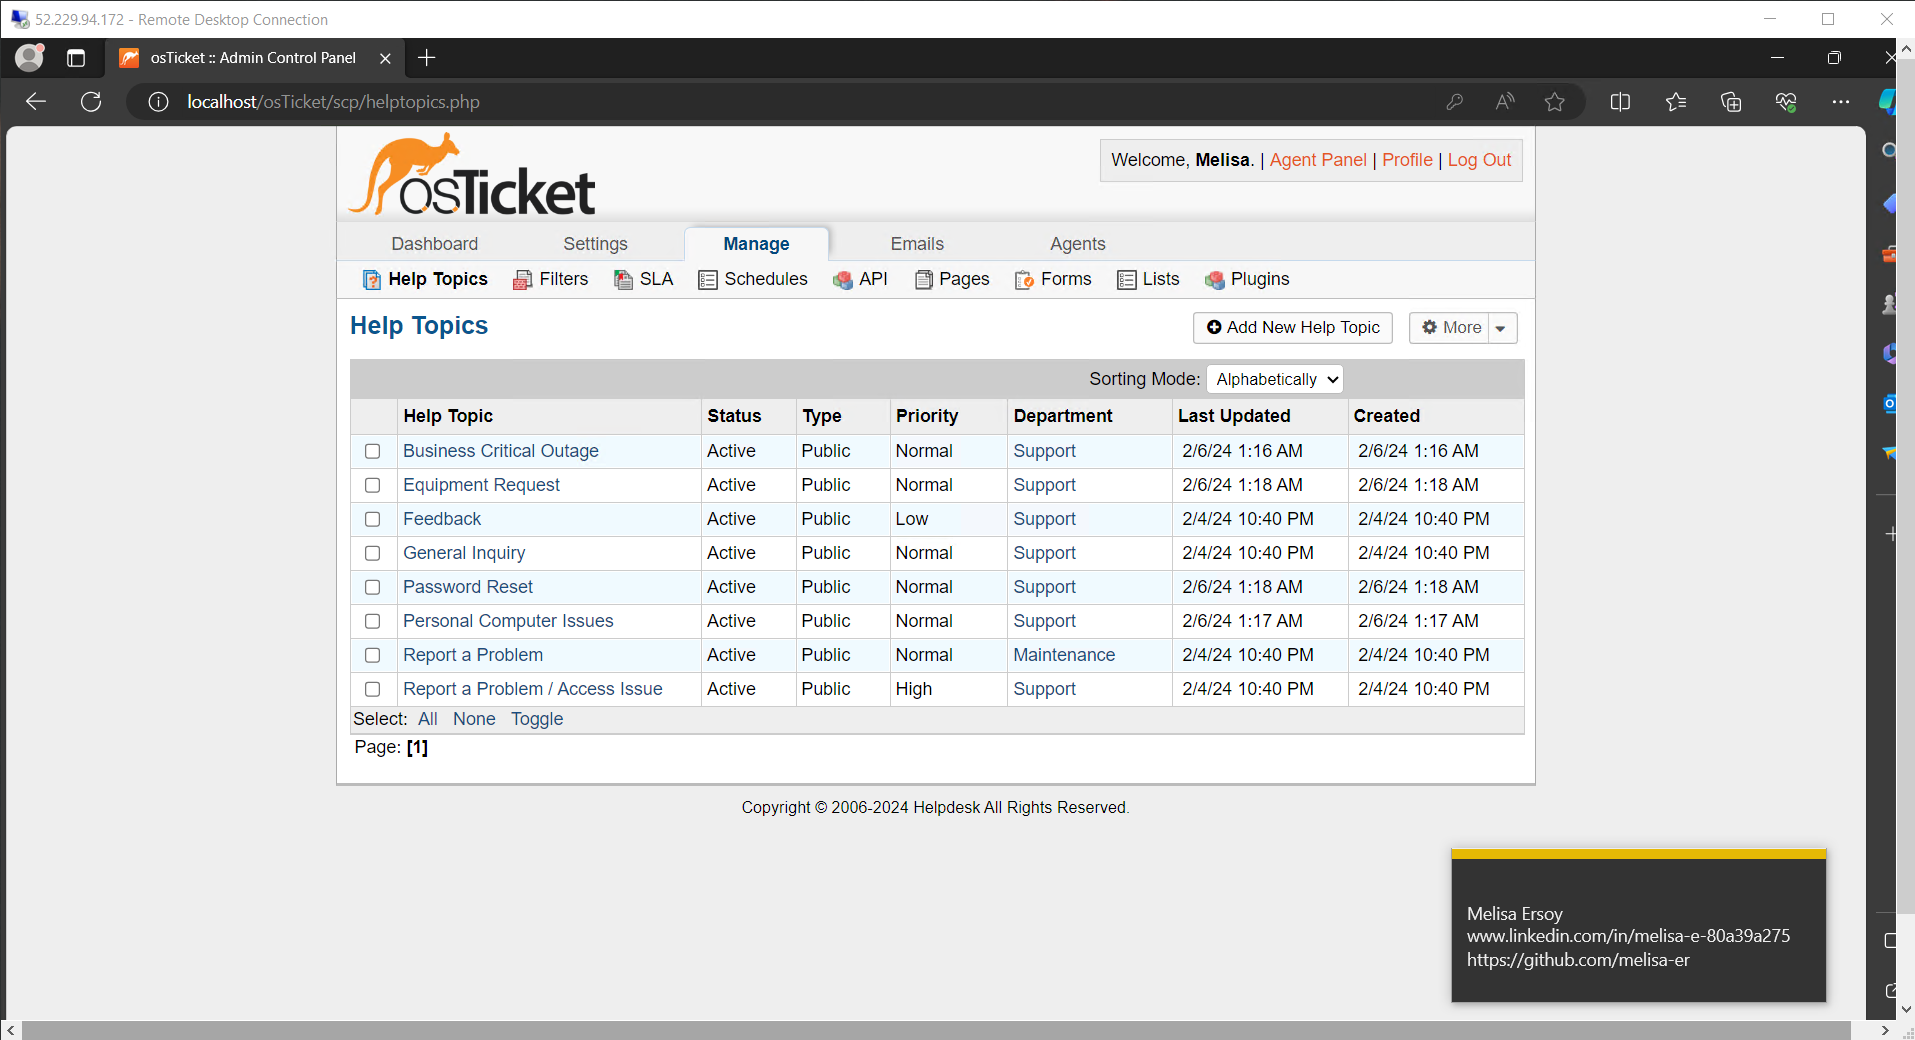 52.229.94.172 - Remote Desktop Connection
osTicket :: Admin Control Panel
localhost/osTicket/scp/helptopics.php
osTicket
Welcome, Melisa. | Agent Panel | Profile | Log Out
Dashboard Settings Manage Emails Agents
Help Topics Filters SLA Schedules API Pages Forms Lists Plugins
Help Topics Add New Help Topic More
Sorting Mode: Alphabetically
Help Topic Status Type Priority Department Last Updated Created
Business Critical Outage Active Public Normal Support 2/6/24 1:16 AM 2/6/24 1:16 AM
Equipment Request Active Public Normal Support 2/6/24 1:18 AM 2/6/24 1:18 AM
Feedback Active Public Low Support 2/4/24 10:40 PM 2/4/24 10:40 PM
General Inquiry Active Public Normal Support 2/4/24 10:40 PM 2/4/24 10:40 PM
Password Reset Active Public Normal Support 2/6/24 1:18 AM 2/6/24 1:18 AM
Personal Computer Issues Active Public Normal Support 2/6/24 1:17 AM 2/6/24 1:17 AM
Report a Problem Active Public Normal Maintenance 2/4/24 10:40 PM 2/4/24 10:40 PM
Report a Problem / Access Issue Active Public High Support 2/4/24 10:40 PM 2/4/24 10:40 PM
Select: All None Toggle
Page: [1]
Copyright © 2006-2024 Helpdesk All Rights Reserved.
Melisa Ersoy
www.linkedin.com/in/melisa-e-80a39a275
https://github.com/melisa-er